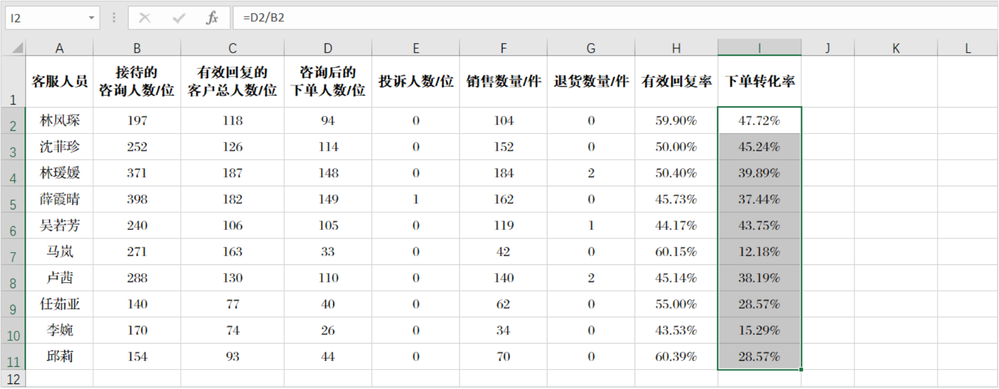 I2 fx =D2/B2
A B C D E F G H I J K L
1 客服人员 接待的咨询人数/位 有效回复的客户总人数/位 咨询后的下单人数/位 投诉人数/位 销售数量/件 退货数量/件 有效回复率 下单转化率
2 林风琛 197 118 94 0 104 0 59.90% 47.72%
3 沈菲珍 252 126 114 0 152 0 50.00% 45.24%
4 林瑗媛 371 187 148 0 184 2 50.40% 39.89%
5 薛霞晴 398 182 149 1 162 0 45.73% 37.44%
6 吴若芳 240 106 105 0 119 1 44.17% 43.75%
7 马岚 271 163 33 0 42 0 60.15% 12.18%
8 卢茜 288 130 110 0 140 2 45.14% 38.19%
9 任茹亚 140 77 40 0 62 0 55.00% 28.57%
10 李婉 170 74 26 0 34 0 43.53% 15.29%
11 邱莉 154 93 44 0 70 0 60.39% 28.57%
12